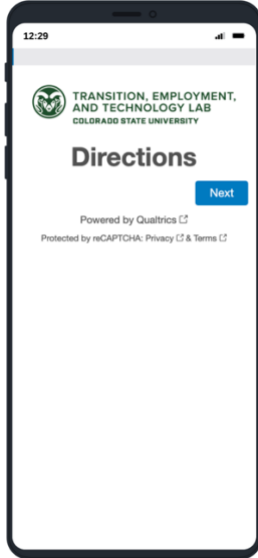 12:29
TRANSITION, EMPLOYMENT,
AND TECHNOLOGY LAB
COLORADO STATE UNIVERSITY
Directions
Next
Powered by Qualtrics
Protected by reCAPTCHA: Privacy & Terms